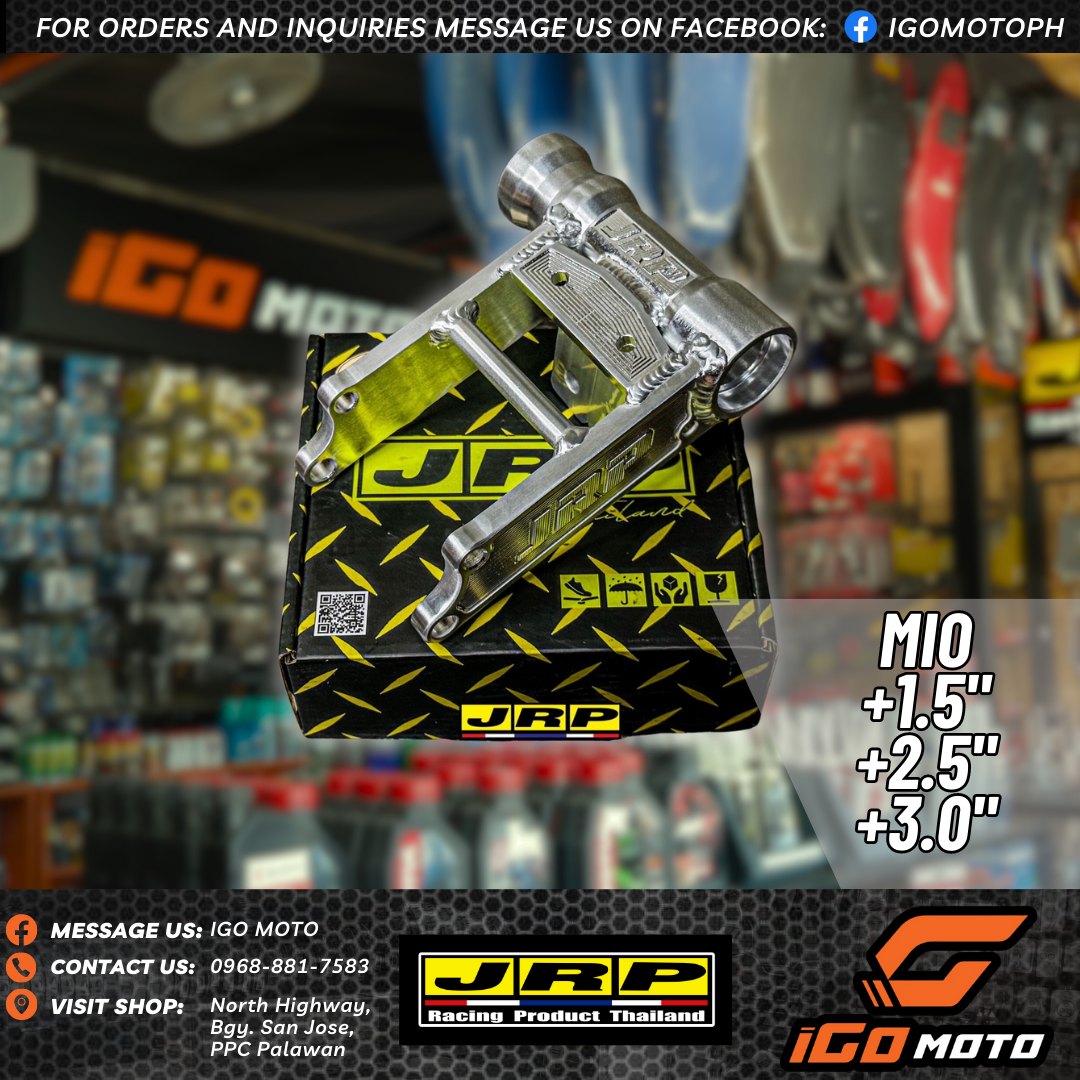 FOR ORDERS AND INQUIRIES MESSAGE US ON FACEBOOK: IGOMOTOPH
iGO MOTO
JRP
JRP
JRP
JRP
MIO
+1.5"
+2.5"
+3.0"
MESSAGE US: IGO MOTO
CONTACT US: 0968-881-7583
VISIT SHOP: North Highway,
Bgy. San Jose,
PPC Palawan
JRP
Racing Product Thailand
iGO MOTO